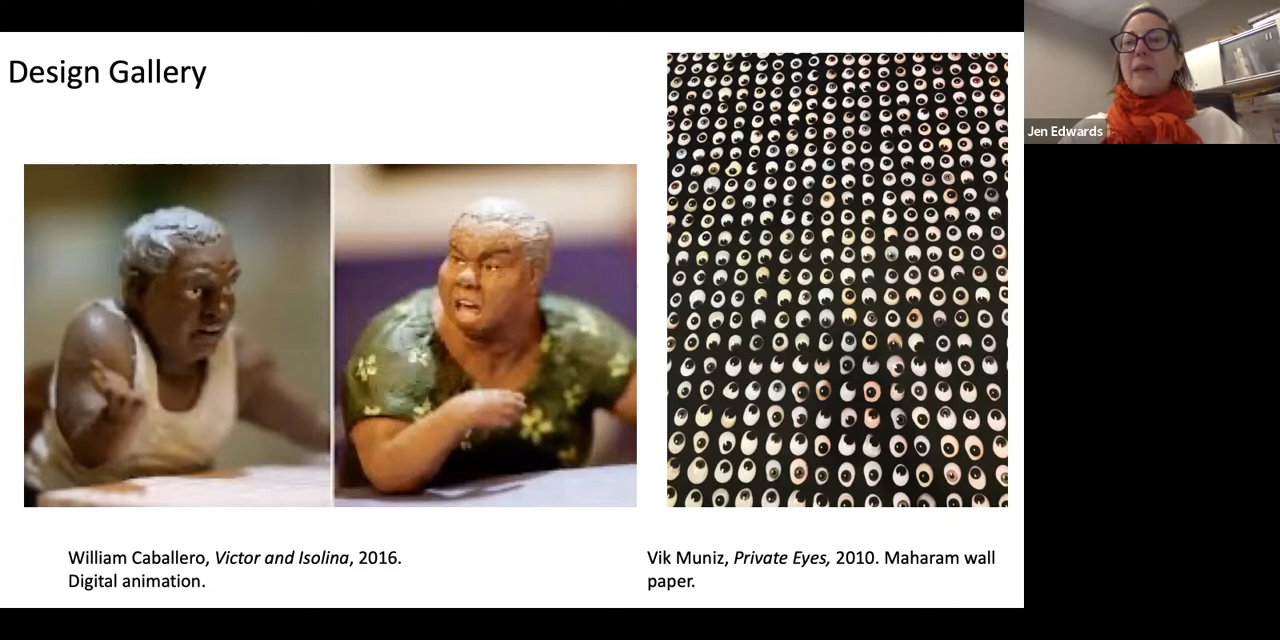 Design Gallery
Jen Edwards
William Caballero, Victor and Isolina, 2016.
Digital animation.
Vik Muniz, Private Eyes, 2010. Maharam wall
paper.